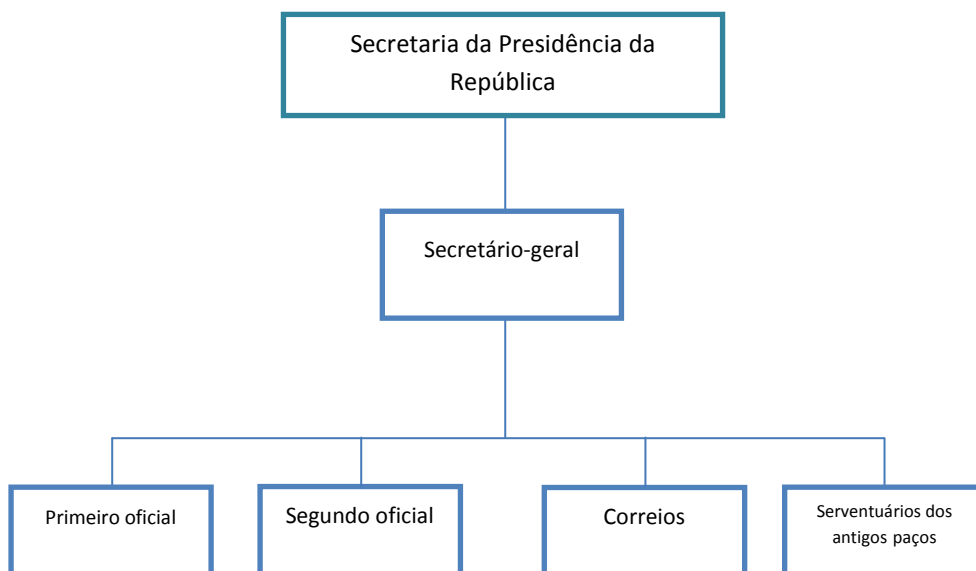 Secretaria da Presidência da
República
Secretário-geral
Primeiro oficial
Segundo oficial
Correios
Serventuários dos
antigos paços